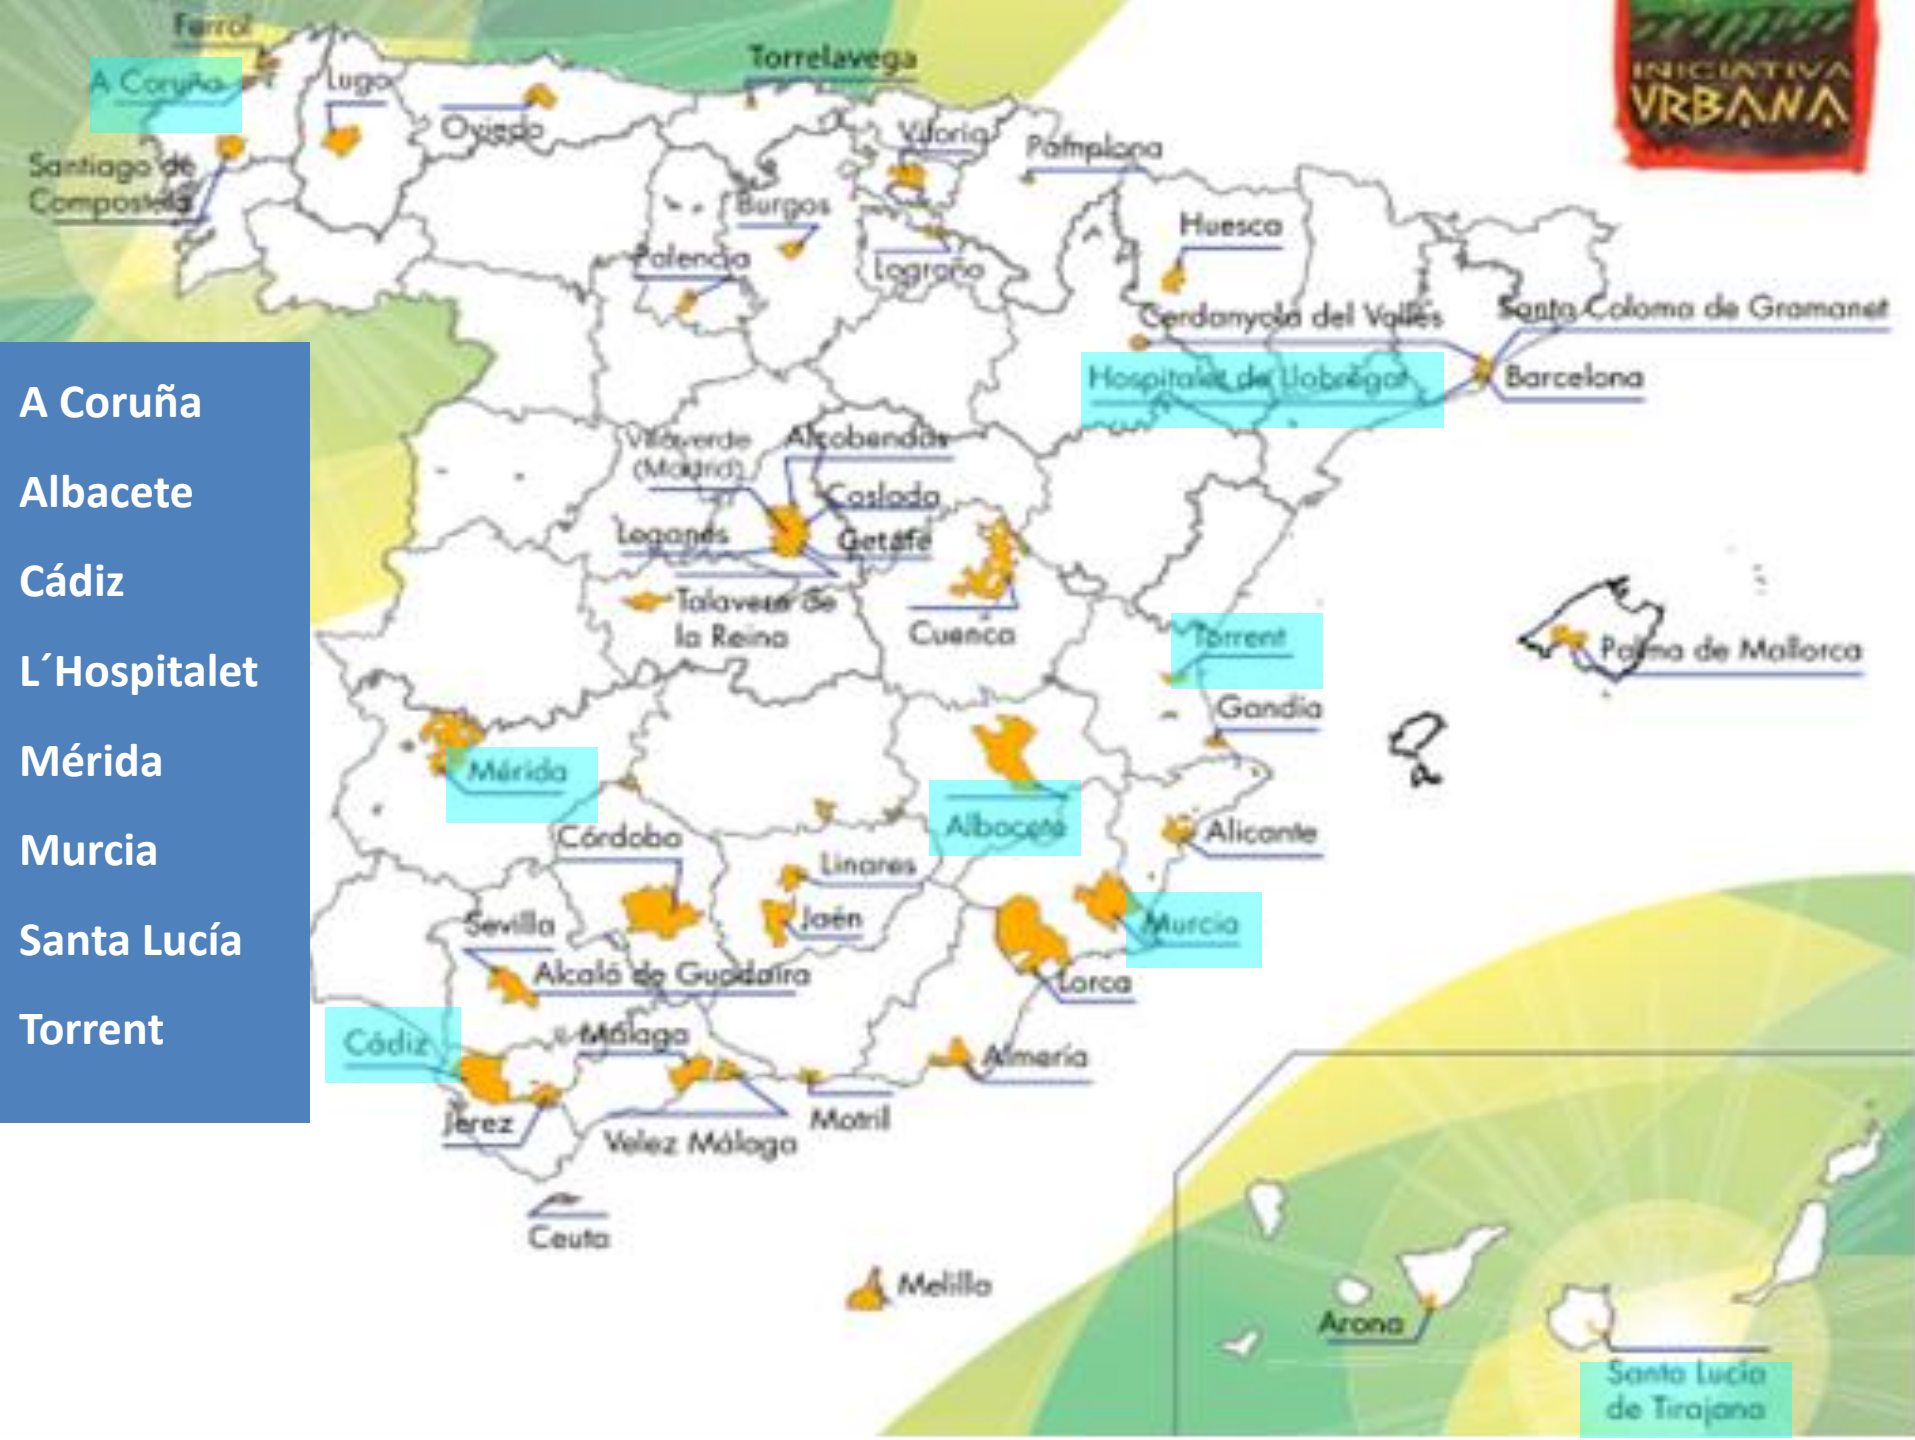 Ferrol
A Coruña
Lugo
Oviedo
Torrelavega
Vitoria
Pamplona
Santiago de
Compostela
Burgos
Palencia
Logroño
Huesca
Cerdanyola del Vallés
Santa Coloma de Gramanet
Hospitalet de Llobregat
Barcelona
INICIATIVA
VRBANA
A Coruña
Albacete
Cádiz
L´Hospitalet
Mérida
Murcia
Santa Lucía
Torrent
Villaverde
(Madrid)
Alcobendas
Coslada
Leganés
Getafe
Talavera de
la Reina
Cuenca
Torrent
Gandía
Palma de Mallorca
Mérida
Albacete
Alicante
Córdoba
Linares
Jaén
Murcia
Lorca
Sevilla
Alcalá de Guadaíra
Cádiz
Málaga
Almería
Jerez
Velez Málaga
Motril
Ceuta
Melilla
Arona
Santa Lucía
de Tirajana